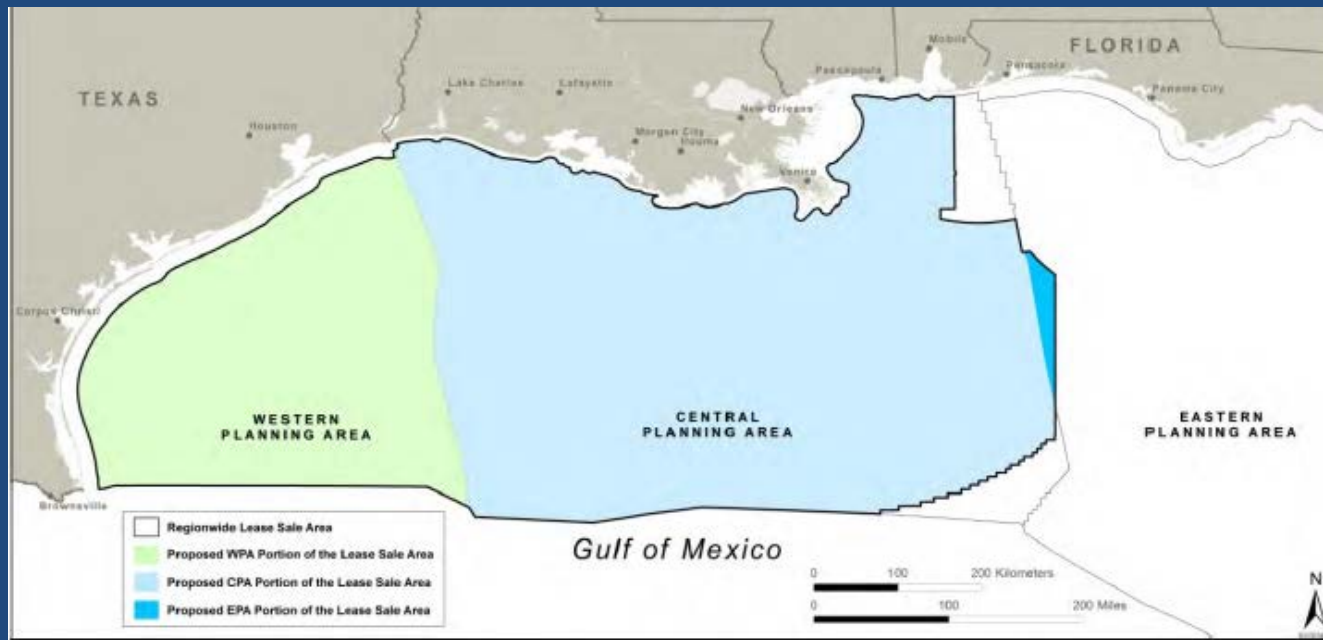 TEXAS
FLORIDA
Mobile
Pascagoula
Pensacola
Panama City
Lake Charles
Lafayette
New Orleans
Morgan City
Houma
Venice
Houston
Corpus Christi
Brownsville
WESTERN
PLANNING AREA
CENTRAL
PLANNING AREA
EASTERN
PLANNING AREA
Regionwide Lease Sale Area
Proposed WPA Portion of the Lease Sale Area
Proposed CPA Portion of the Lease Sale Area
Proposed EPA Portion of the Lease Sale Area
Gulf of Mexico
0 100 200 Kilometers
0 100 200 Miles
N